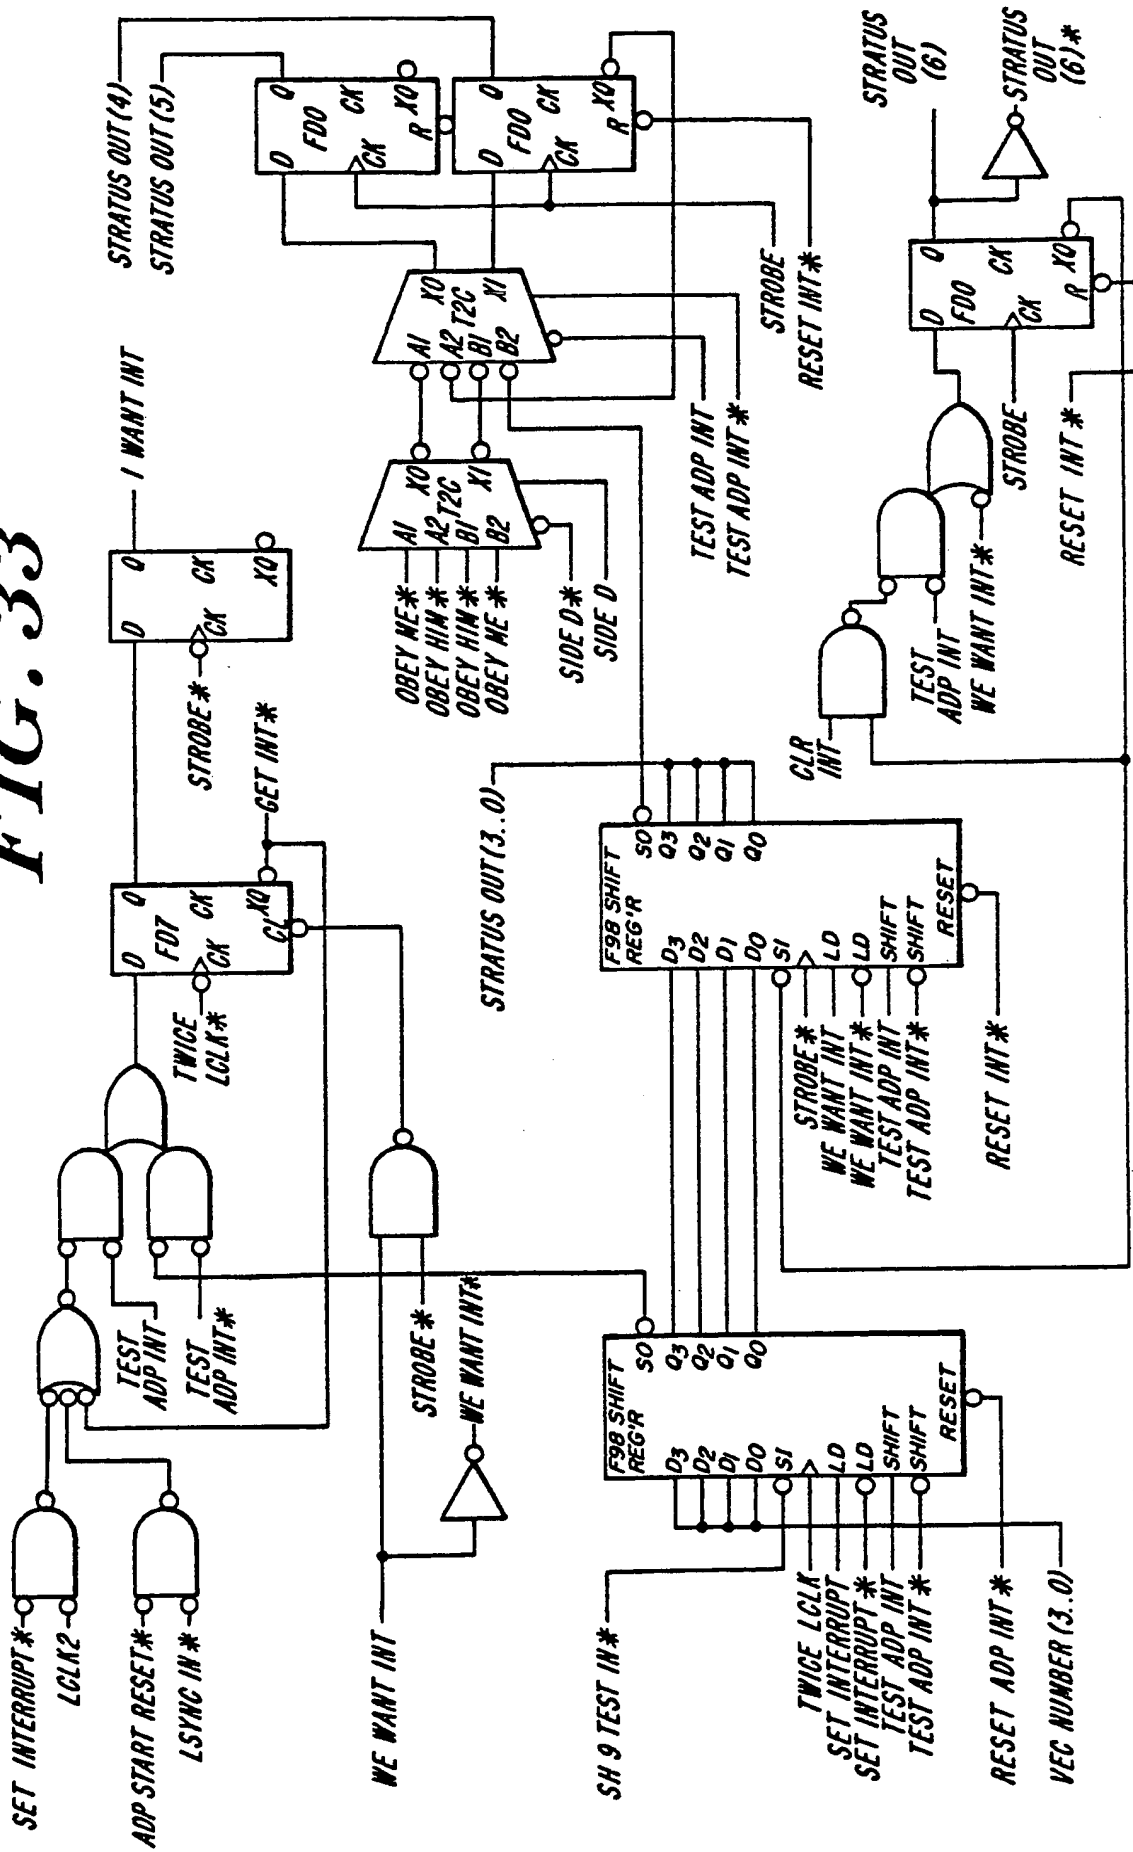 FIG. 33
SET INTERRUPT*
LCLK2
ADP START RESET*
LSYNC IN*
TEST
ADP INT
TEST
ADP INT*
D
Q
FD7
CK
CK
XQ
CL
TWICE
LCLK*
GET INT*
D
Q
CK
CK
XQ
STROBE*
I WANT INT
WE WANT INT
STROBE*
WE WANT INT*
STRATUS OUT(4)
STRATUS OUT(5)
D
Q
FDO
CK
CK
XQ
R
D
Q
FDO
CK
CK
XQ
R
OBEY ME*
OBEY HIM*
OBEY HIM*
OBEY ME*
A1
A2
B1
B2
T2C
X0
X1
SIDE D*
SIDE D
A1
A2
B1
B2
T2C
X0
X1
TEST ADP INT
TEST ADP INT*
STROBE
RESET INT*
SH 9 TEST IN*
TWICE LCLK
SET INTERRUPT
SET INTERRUPT*
TEST ADP INT
TEST ADP INT*
RESET ADP INT*
VEC NUMBER (3..0)
F98 SHIFT
REG'R
D3
D2
D1
D0
SI
LD
LD
SHIFT
SHIFT
RESET
SO
Q3
Q2
Q1
Q0
STRATUS OUT(3..0)
F98 SHIFT
REG'R
D3
D2
D1
D0
SI
LD
LD
SHIFT
SHIFT
RESET
SO
Q3
Q2
Q1
Q0
STROBE*
WE WANT INT
WE WANT INT*
TEST ADP INT
TEST ADP INT*
RESET INT*
CLR
INT
TEST
ADP INT
WE WANT INT*
STROBE
RESET INT*
D
Q
FDO
CK
CK
XQ
R
STRATUS
OUT
(6)
STRATUS
OUT
(6)*